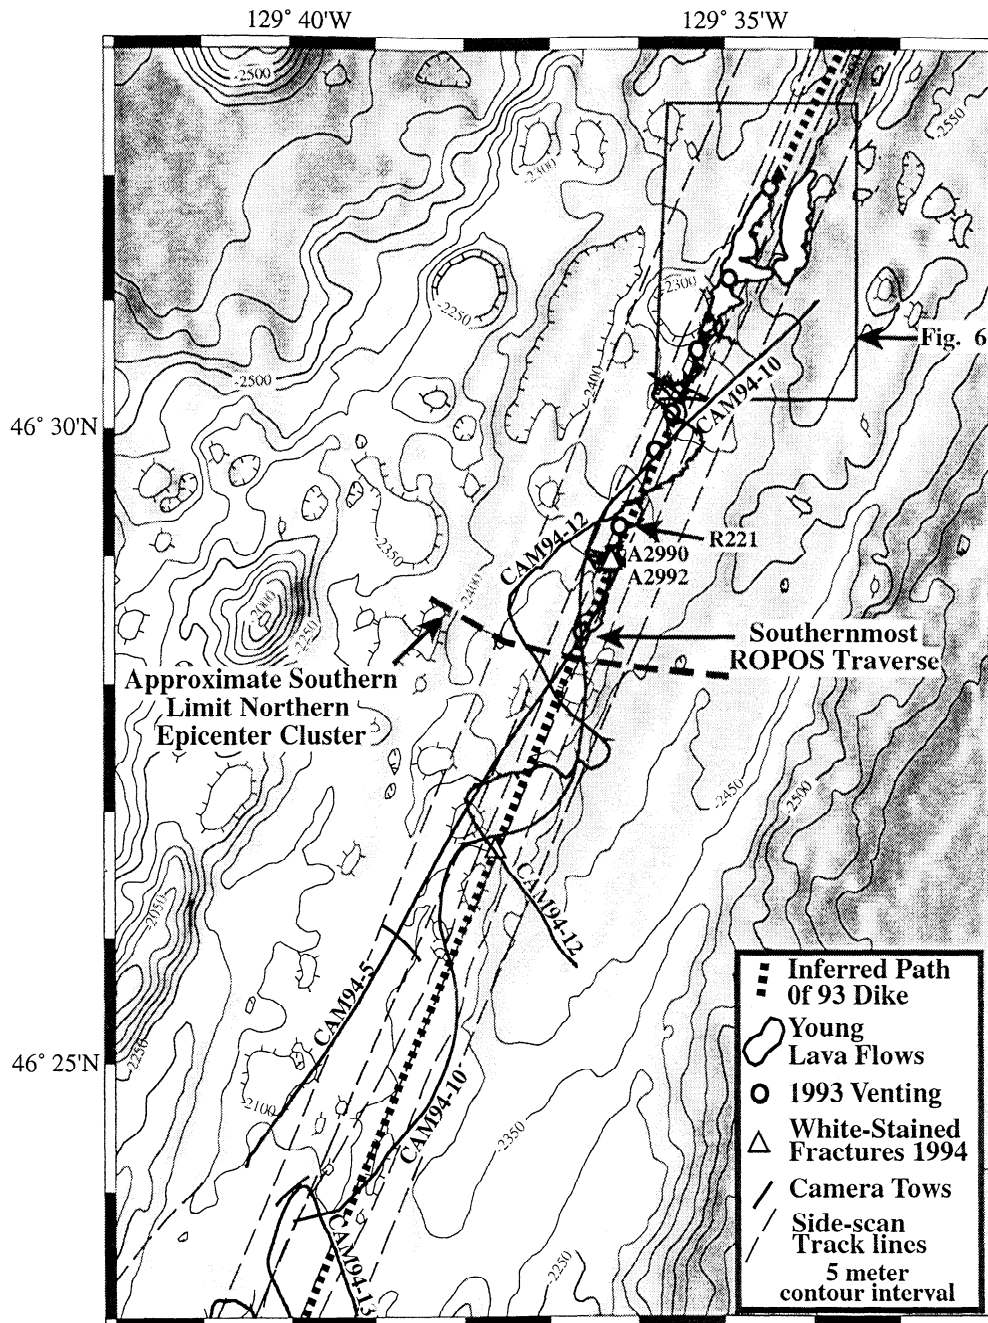 129° 40'W
129° 35'W
-2500
-2550
-2300
-2250
-2300
Fig. 6
-2400
-2500
CAM94-10
46° 30'N
CAM94-12
R221
-2350
A2990
A2992
-2400
-2000
-2250
Southernmost
ROPOS Traverse
Approximate Southern
Limit Northern
Epicenter Cluster
-2450
-2500
-2050
CAM94-12
CAM94-5
46° 25'N
-2250
-2100
CAM94-10
-2350
CAM94-13
-2250
Inferred Path
0f 93 Dike
Young
Lava Flows
1993 Venting
White-Stained
Fractures 1994
Camera Tows
Side-scan
Track lines
5 meter
contour interval